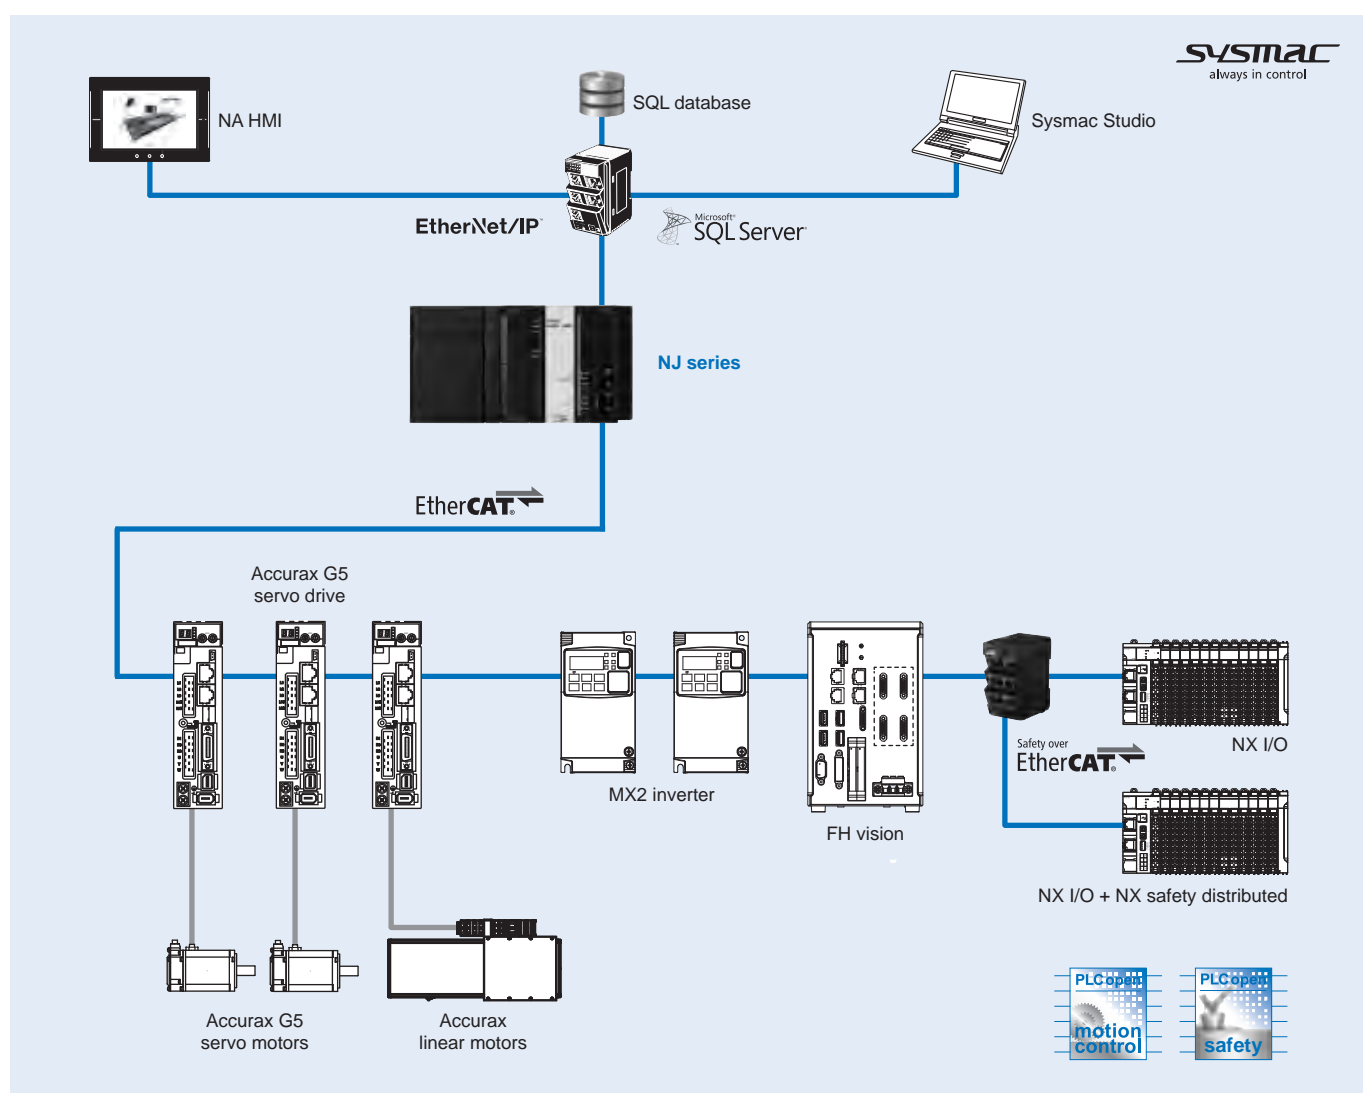 sysmac
always in control
NA HMI
SQL database
Sysmac Studio
EtherNet/IP
Microsoft®
SQL Server
NJ series
EtherCAT®
Accurax G5
servo drive
MX2 inverter
FH vision
Safety over
EtherCAT®
NX I/O
NX I/O + NX safety distributed
Accurax G5
servo motors
Accurax
linear motors
PLCopen
motion
control
PLCopen
safety